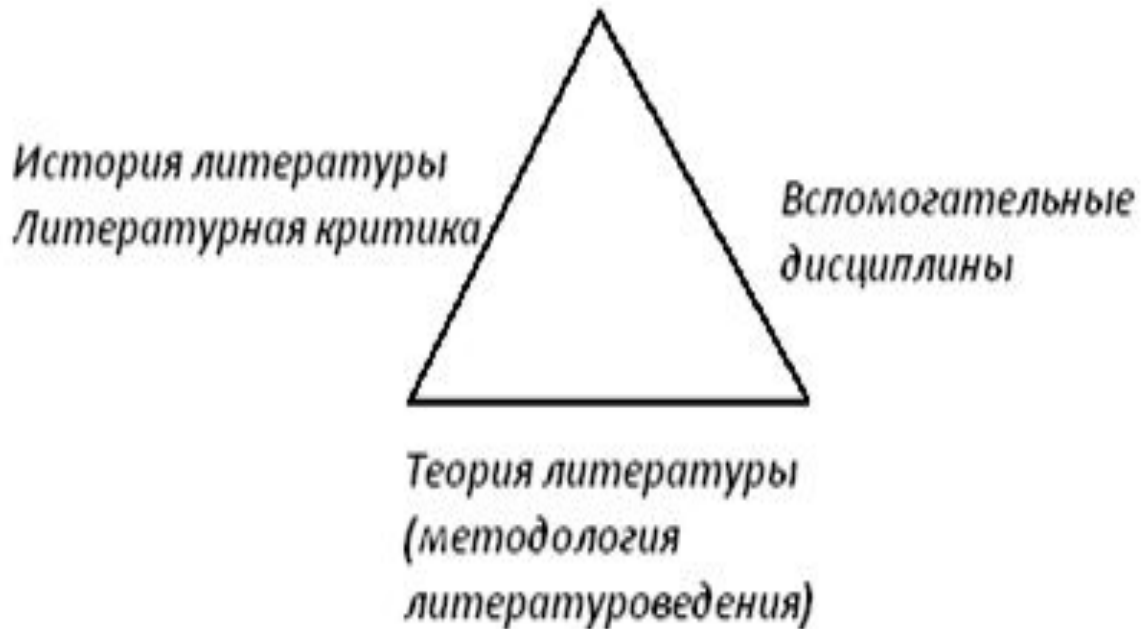 История литературы
Литературная критика
Вспомогательные
дисциплины
Теория литературы
(методология
литературоведения)